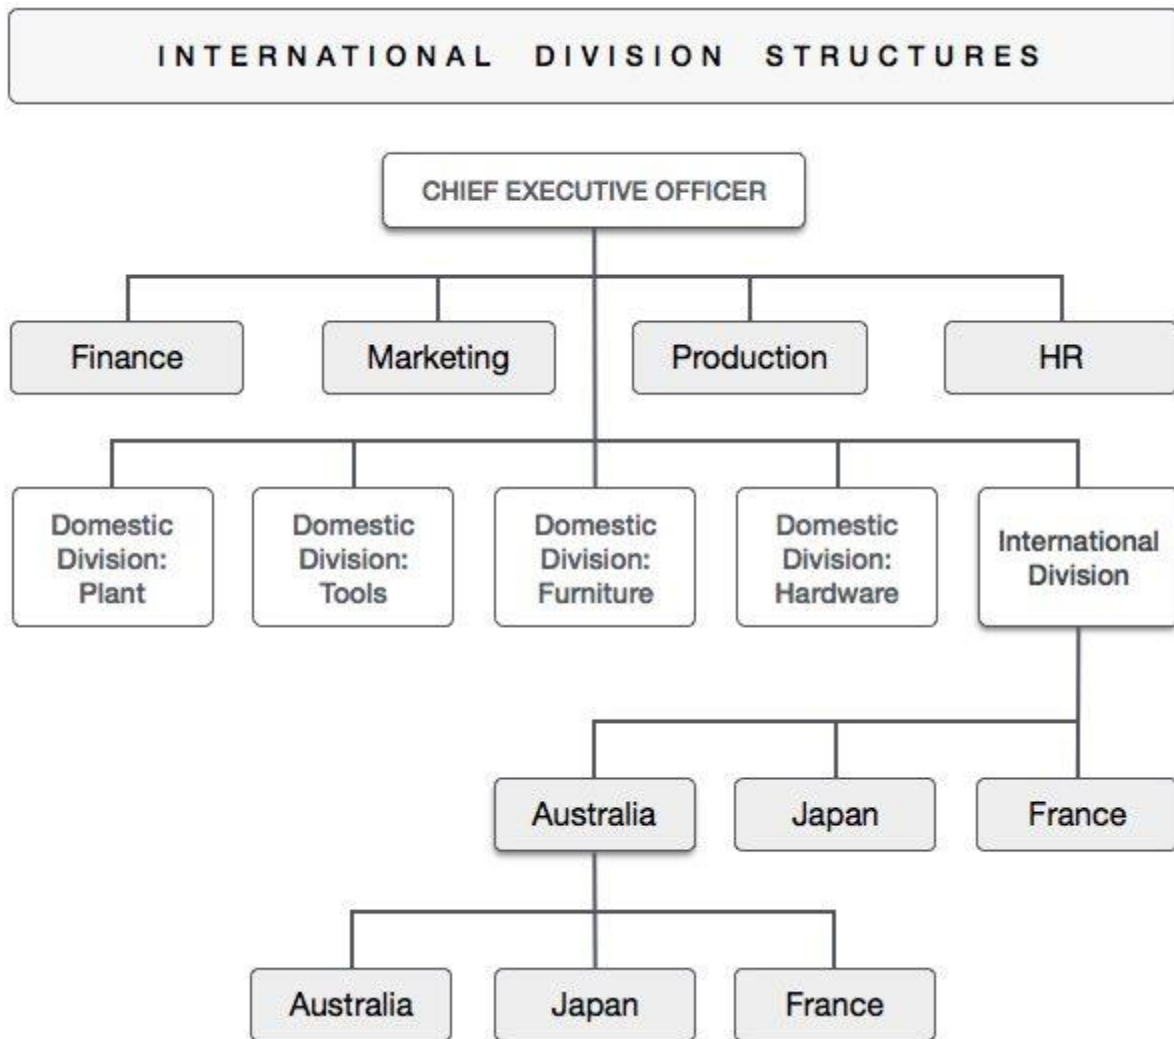 INTERNATIONAL DIVISION STRUCTURES
CHIEF EXECUTIVE OFFICER
Finance
Marketing
Production
HR
Domestic
Division:
Plant
Domestic
Division:
Tools
Domestic
Division:
Furniture
Domestic
Division:
Hardware
International
Division
Australia
Japan
France
Australia
Japan
France